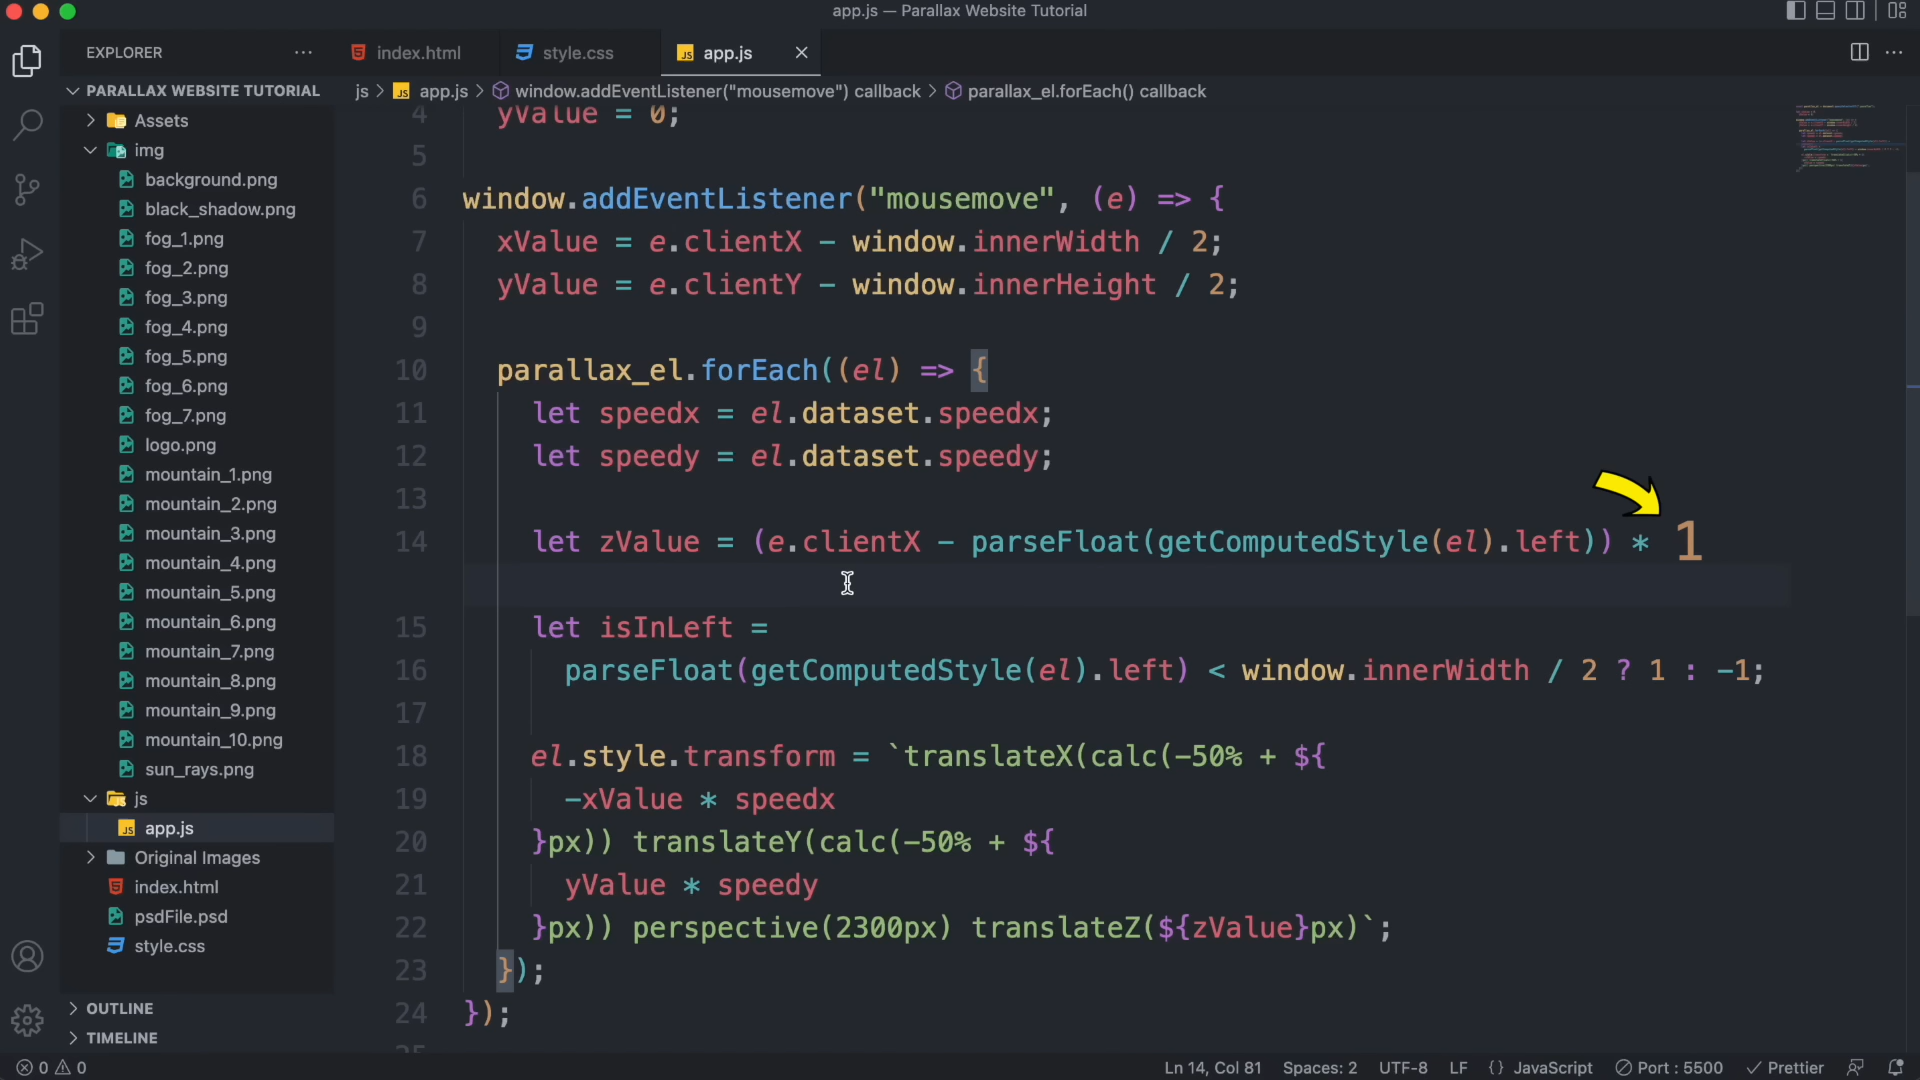 app.js — Parallax Website Tutorial
EXPLORER
index.html
style.css
app.js
PARALLAX WEBSITE TUTORIAL
js > app.js > window.addEventListener("mousemove") callback > parallax_el.forEach() callback
Assets
img
background.png
black_shadow.png
fog_1.png
fog_2.png
fog_3.png
fog_4.png
fog_5.png
fog_6.png
fog_7.png
logo.png
mountain_1.png
mountain_2.png
mountain_3.png
mountain_4.png
mountain_5.png
mountain_6.png
mountain_7.png
mountain_8.png
mountain_9.png
mountain_10.png
sun_rays.png
js
app.js
Original Images
index.html
psdFile.psd
style.css
OUTLINE
TIMELINE
4 yValue = 0;
5
6 window.addEventListener("mousemove", (e) => {
7 xValue = e.clientX - window.innerWidth / 2;
8 yValue = e.clientY - window.innerHeight / 2;
9
10 parallax_el.forEach((el) => {
11 let speedx = el.dataset.speedx;
12 let speedy = el.dataset.speedy;
13
14 let zValue = (e.clientX - parseFloat(getComputedStyle(el).left)) * 1
15 let isInLeft =
16 parseFloat(getComputedStyle(el).left) < window.innerWidth / 2 ? 1 : -1;
17
18 el.style.transform = `translateX(calc(-50% + ${
19 -xValue * speedx
20 }px)) translateY(calc(-50% + ${
21 yValue * speedy
22 }px)) perspective(2300px) translateZ(${zValue}px)`;
23 });
24 });
0 0
Ln 14, Col 81 Spaces: 2 UTF-8 LF {} JavaScript Port : 5500 Prettier